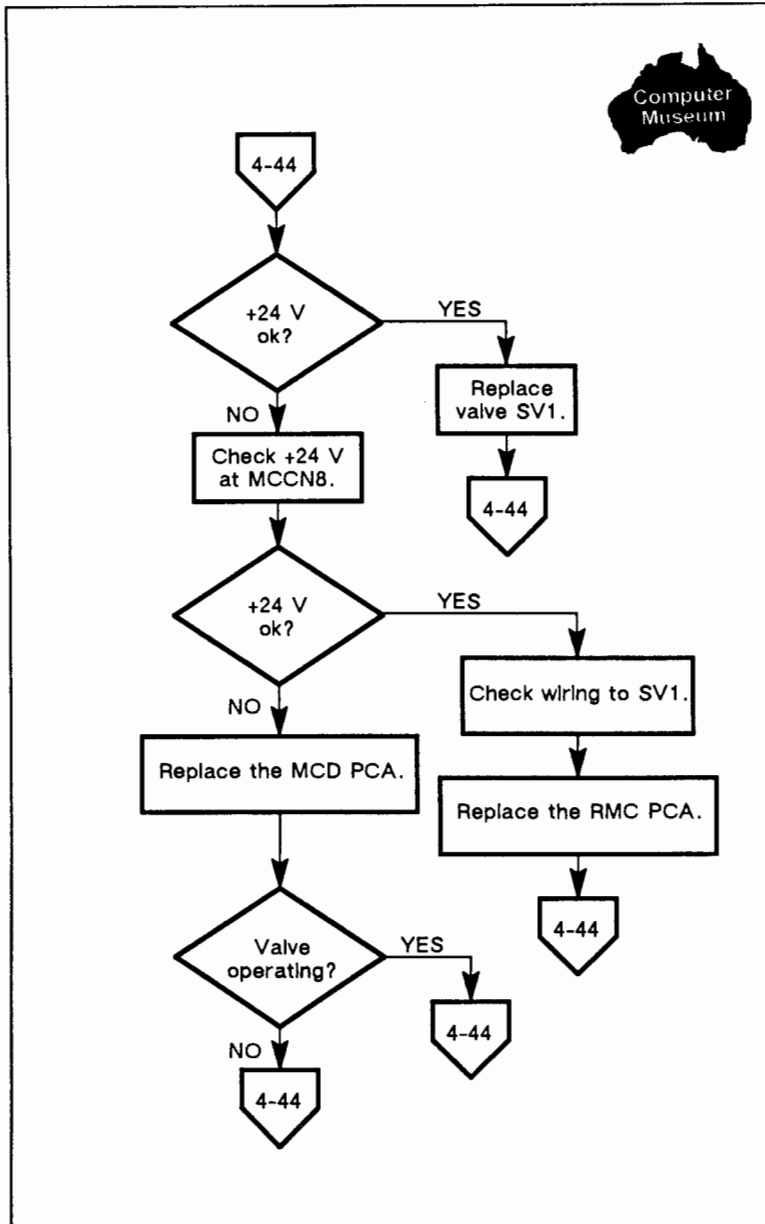 Computer
Museum
4-44
+24 V
ok?
YES
Replace
valve SV1.
4-44
NO
Check +24 V
at MCCN8.
+24 V
ok?
YES
Check wiring to SV1.
Replace the RMC PCA.
4-44
NO
Replace the MCD PCA.
Valve
operating?
YES
4-44
NO
4-44